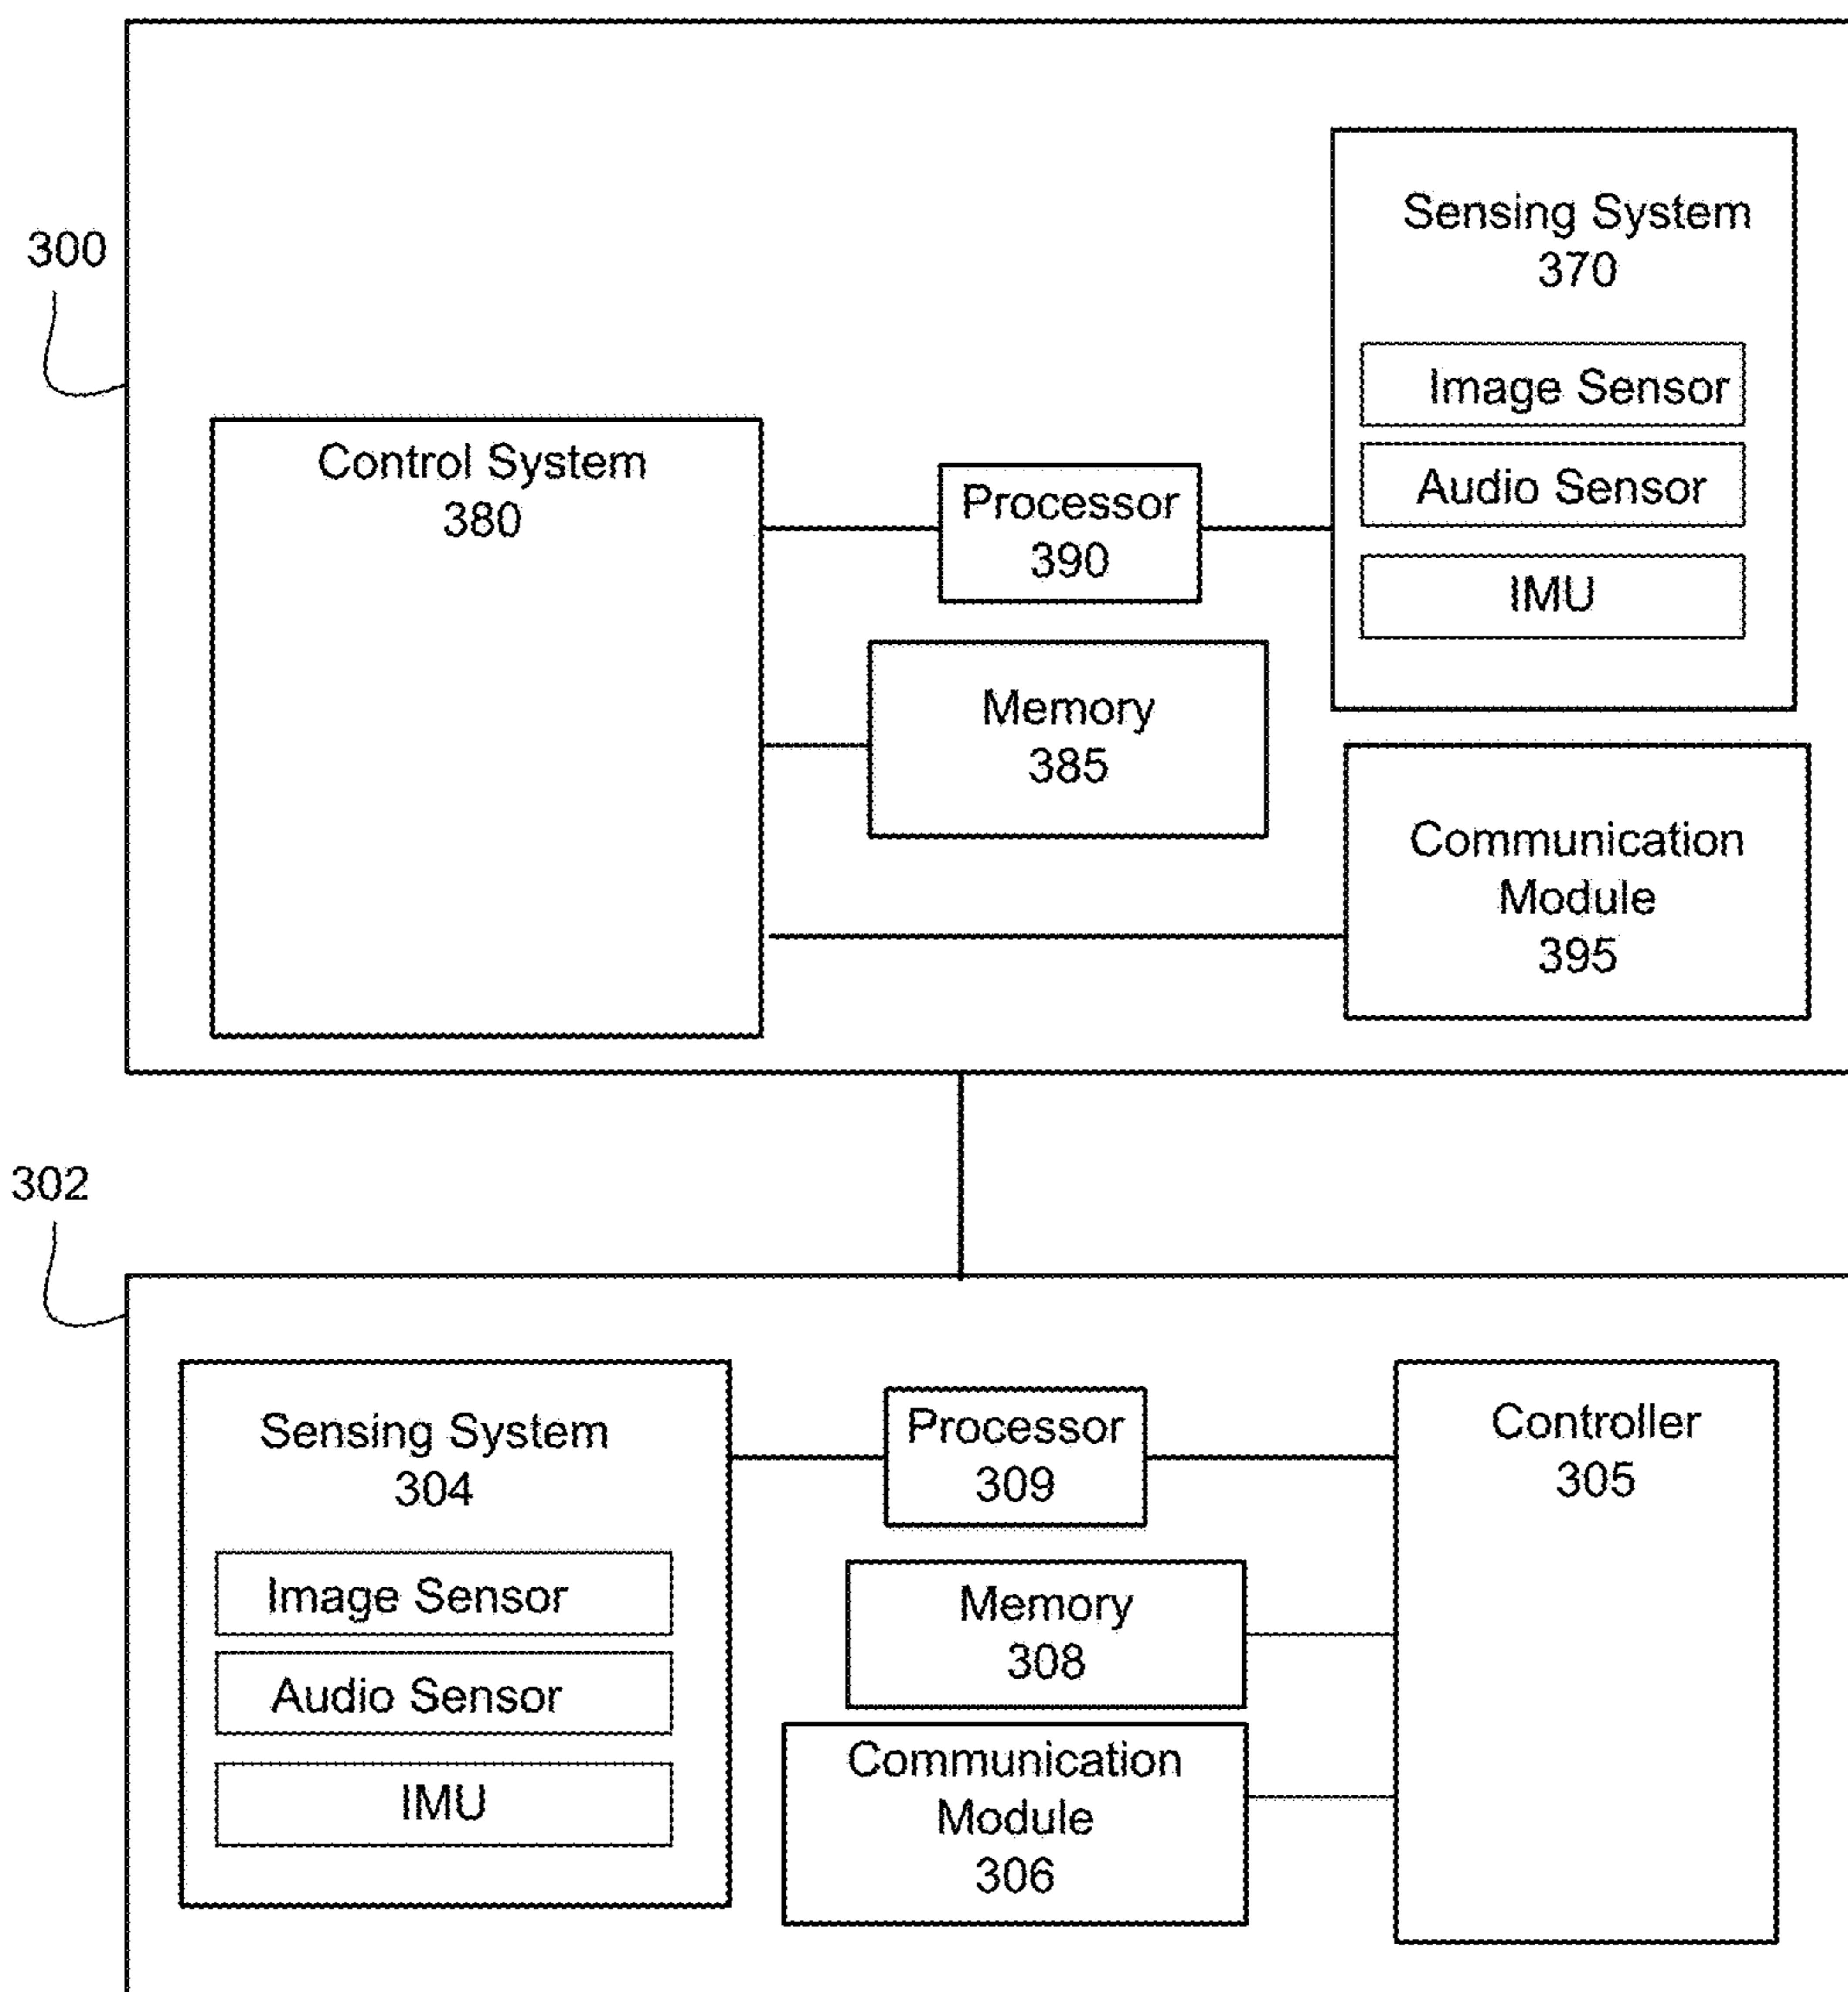 300
Sensing System
370
Image Sensor
Audio Sensor
IMU
Control System
380
Processor
390
Memory
385
Communication
Module
395
302
Sensing System
304
Image Sensor
Audio Sensor
IMU
Processor
309
Memory
308
Communication
Module
306
Controller
305